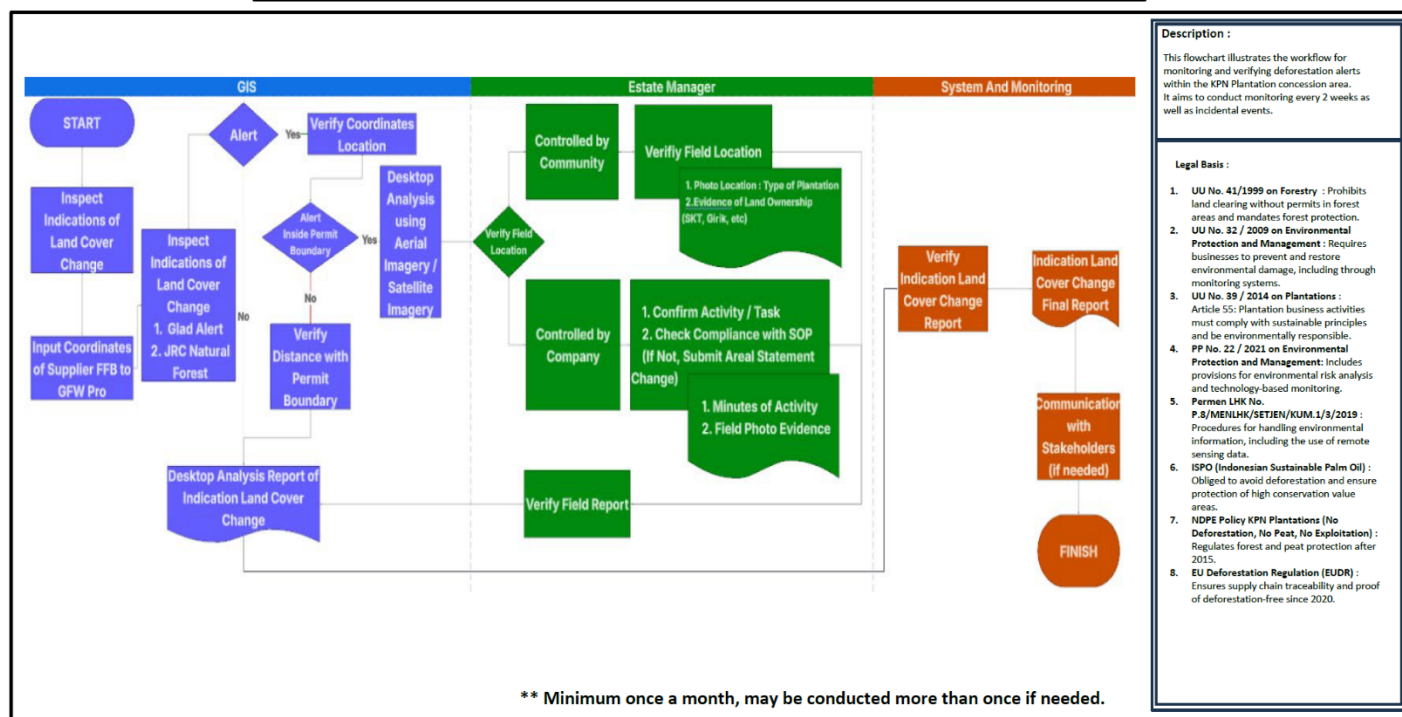 GIS
Estate Manager
System And Monitoring
START
Inspect
Indications of
Land Cover
Change
Input Coordinates
of Supplier FFB to
GFW Pro
Inspect
Indications of
Land Cover
Change
1. Glad Alert
2. JRC Natural
Forest
Alert
Yes
No
Verify Coordinates
Location
Alert
Inside Permit
Boundary
Yes
No
Verify
Distance with
Permit
Boundary
Desktop
Analysis
using
Aerial
Imagery /
Satellite
Imagery
Desktop Analysis Report of
Indication Land Cover
Change
Verify Field
Location
Controlled by
Community
Verifiy Field Location
1. Photo Location : Type of Plantation
2.Evidence of Land Ownership
(SKT, Girik, etc)
Controlled by
Company
1. Confirm Activity / Task
2. Check Compliance with SOP
(If Not, Submit Areal Statement
Change)
1. Minutes of Activity
2. Field Photo Evidence
Verify Field Report
Verify
Indication Land
Cover Change
Report
Indication Land
Cover Change
Final Report
Communication
with
Stakeholders
(if needed)
FINISH
** Minimum once a month, may be conducted more than once if needed.
Description :
This flowchart illustrates the workflow for
monitoring and verifying deforestation alerts
within the KPN Plantation concession area.
It aims to conduct monitoring every 2 weeks as
well as incidental events.
Legal Basis :
1. UU No. 41/1999 on Forestry : Prohibits
land clearing without permits in forest
areas and mandates forest protection.
2. UU No. 32 / 2009 on Environmental
Protection and Management : Requires
businesses to prevent and restore
environmental damage, including through
monitoring systems.
3. UU No. 39 / 2014 on Plantations :
Article 55: Plantation business activities
must comply with sustainable principles
and be environmentally responsible.
4. PP No. 22 / 2021 on Environmental
Protection and Management: Includes
provisions for environmental risk analysis
and technology-based monitoring.
5. Permen LHK No.
P.8/MENLHK/SETJEN/KUM.1/3/2019 :
Procedures for handling environmental
information, including the use of remote
sensing data.
6. ISPO (Indonesian Sustainable Palm Oil) :
Obliged to avoid deforestation and ensure
protection of high conservation value
areas.
7. NDPE Policy KPN Plantations (No
Deforestation, No Peat, No Exploitation) :
Regulates forest and peat protection after
2015.
8. EU Deforestation Regulation (EUDR) :
Ensures supply chain traceability and proof
of deforestation-free since 2020.